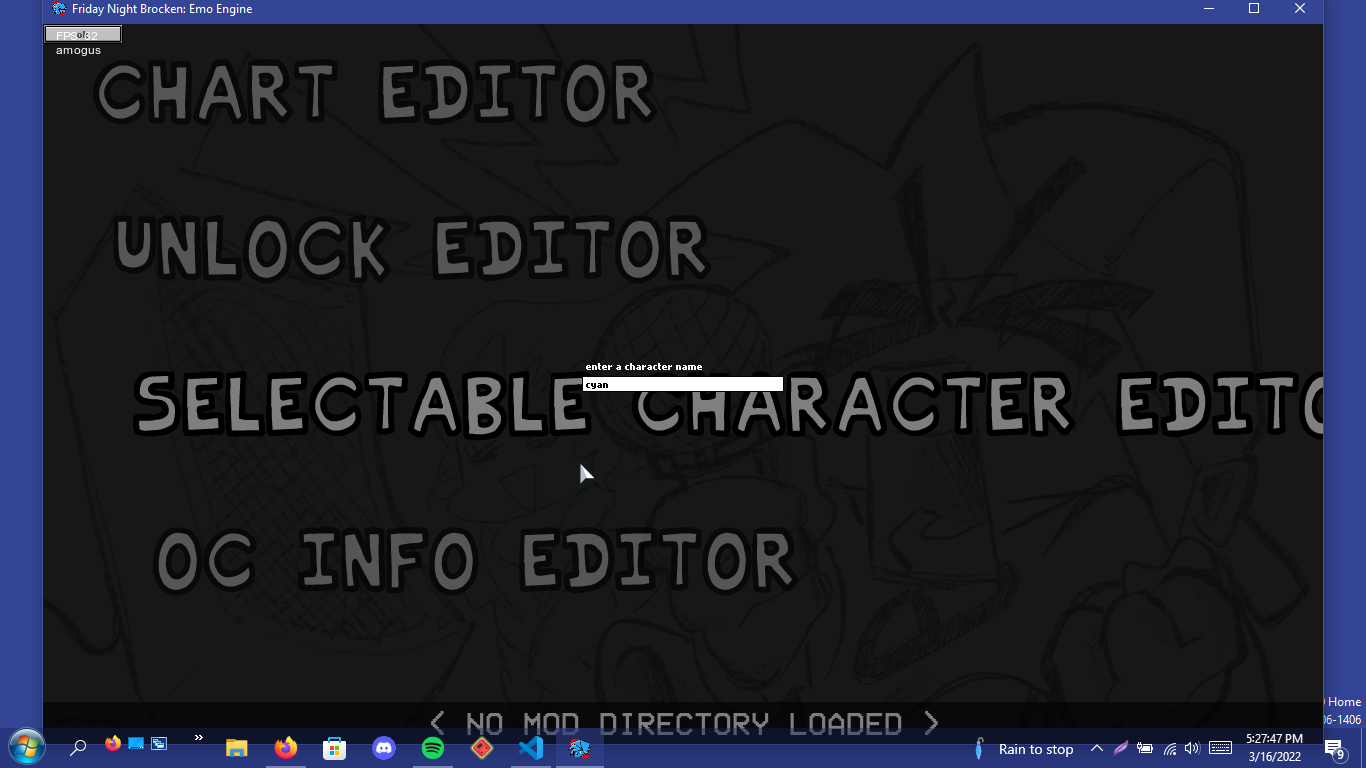 Friday Night Brocken: Emo Engine
amogus
CHART EDITOR
UNLOCK EDITOR
enter a character name
cyan
SELECTABLE CHARACTER EDITO
OC INFO EDITOR
< NO MOD DIRECTORY LOADED >
Home
06-1406
Rain to stop
5:27:47 PM
3/16/2022
9